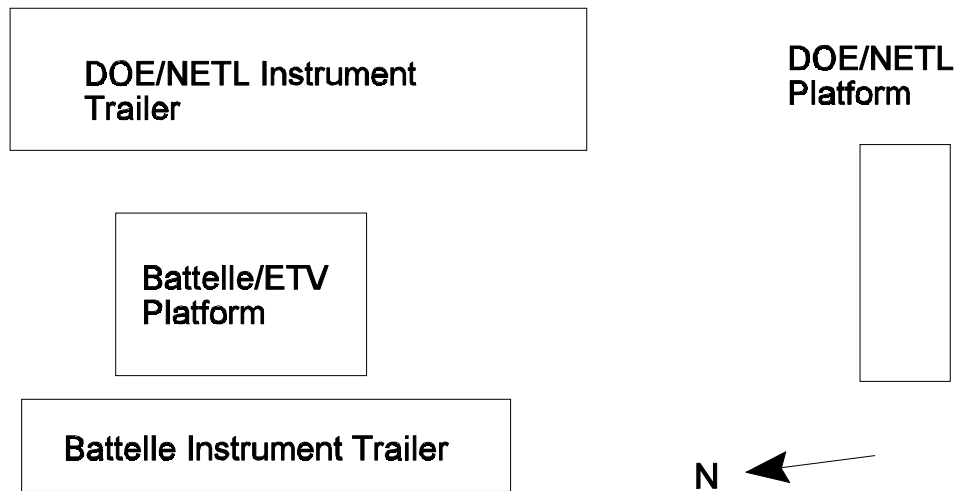 DOE/NETL Instrument
Trailer
DOE/NETL
Platform
Battelle/ETV
Platform
Battelle Instrument Trailer
N